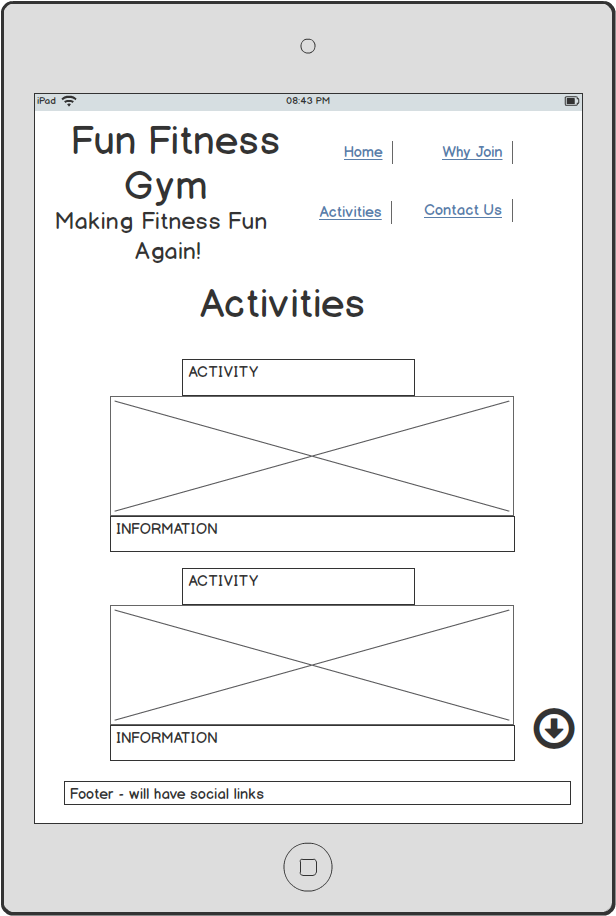 iPad
08:43 PM
Fun Fitness
Gym
Making Fitness Fun
Again!
Home
Why Join
Activities
Contact Us
Activities
ACTIVITY
INFORMATION
ACTIVITY
INFORMATION
Footer - will have social links